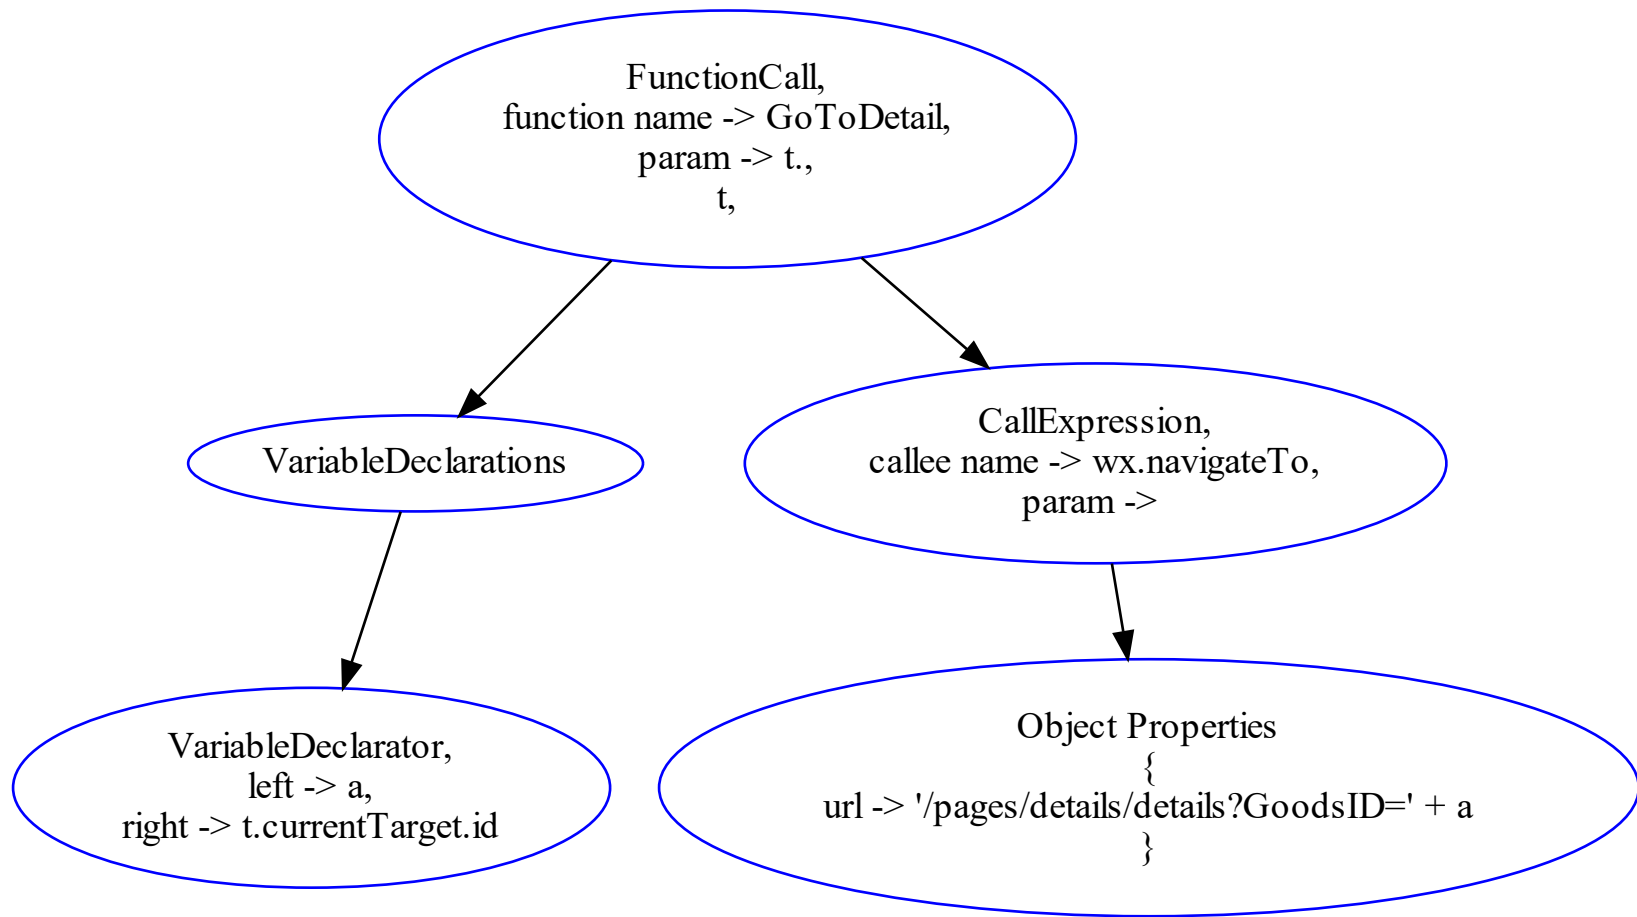 FunctionCall,
function name -> GoToDetail,
param -> t.,
t,
VariableDeclarations
CallExpression,
callee name -> wx.navigateTo,
param ->
VariableDeclarator,
left -> a,
right -> t.currentTarget.id
Object Properties
{
url -> '/pages/details/details?GoodsID=' + a
}